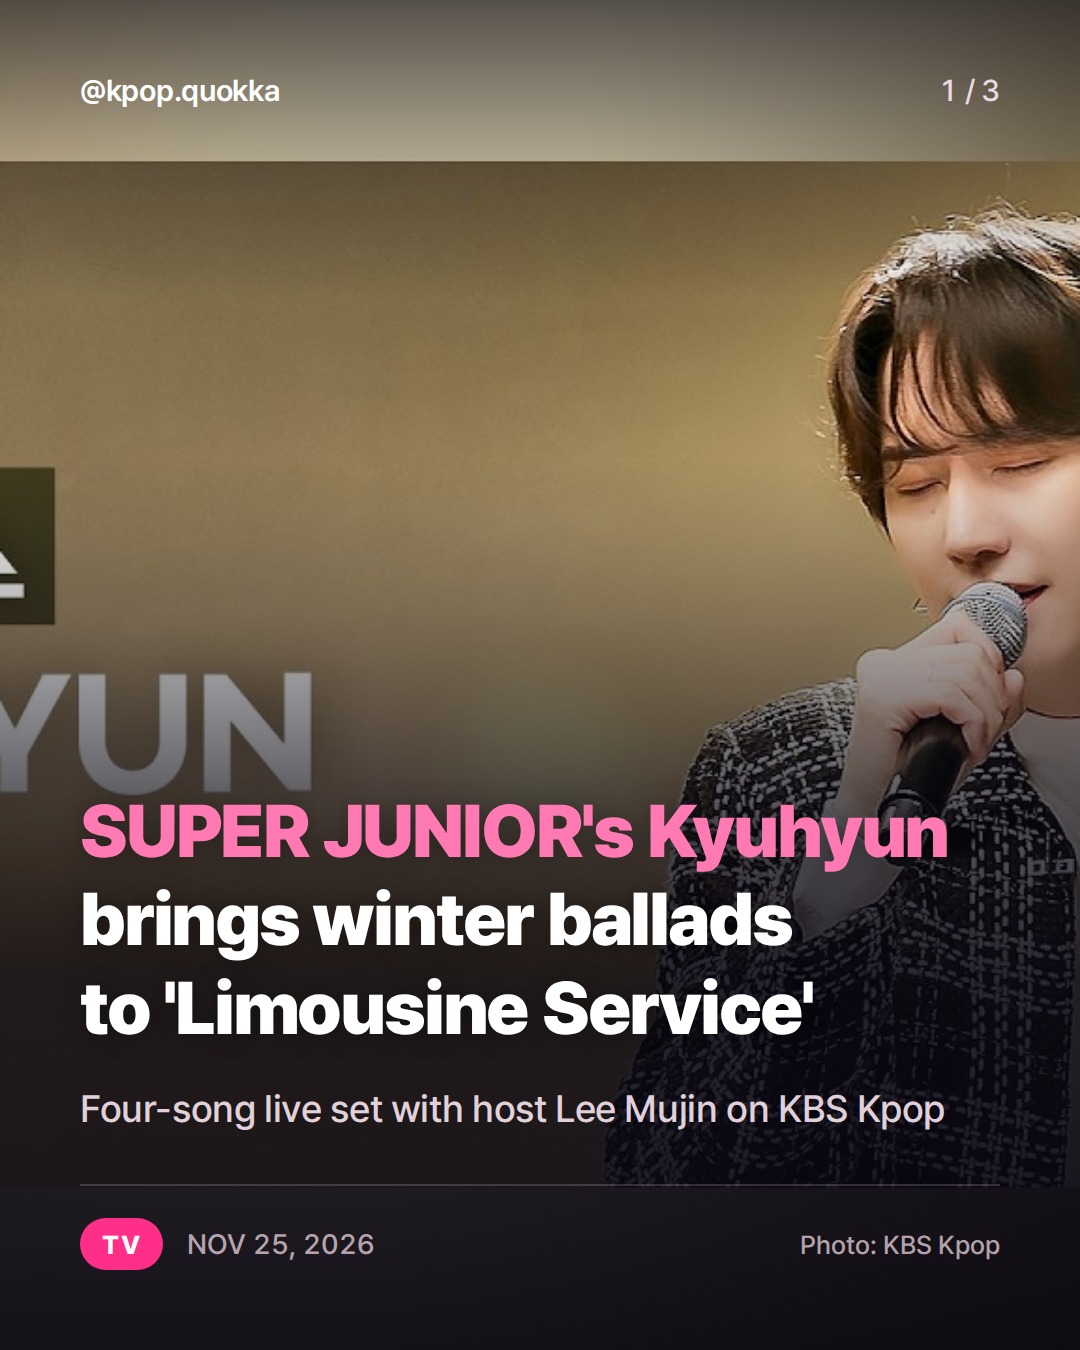 @kpop.quokka
1 / 3
YUN
SUPER JUNIOR's Kyuhyun
brings winter ballads
to 'Limousine Service'
Four-song live set with host Lee Mujin on KBS Kpop
TV
NOV 25, 2026
Photo: KBS Kpop